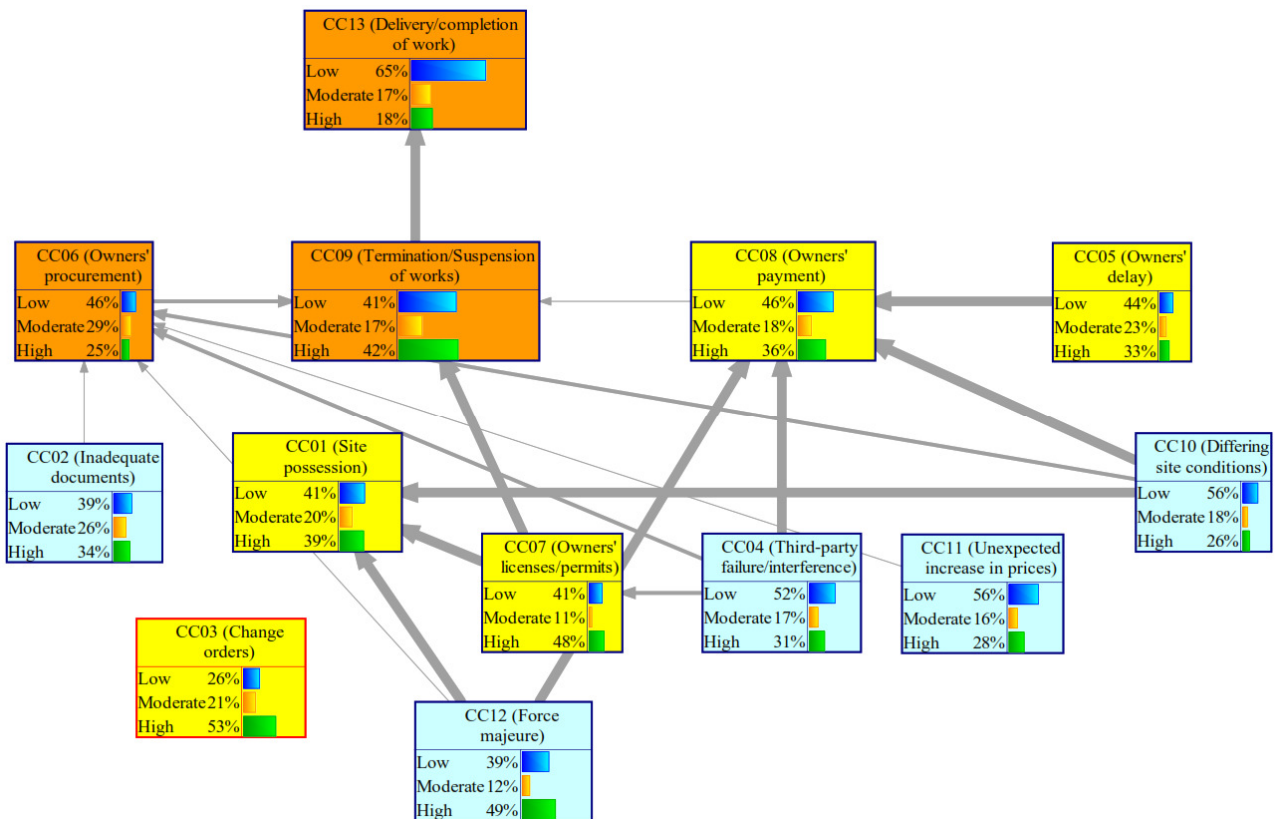 CC13 (Delivery/completion
of work)
Low 65%
Moderate 17%
High 18%
CC06 (Owners'
procurement)
Low 46%
Moderate 29%
High 25%
CC09 (Termination/Suspension
of works)
Low 41%
Moderate 17%
High 42%
CC08 (Owners'
payment)
Low 46%
Moderate 18%
High 36%
CC05 (Owners'
delay)
Low 44%
Moderate 23%
High 33%
CC02 (Inadequate
documents)
Low 39%
Moderate 26%
High 34%
CC01 (Site
possession)
Low 41%
Moderate 20%
High 39%
CC10 (Differing
site conditions)
Low 56%
Moderate 18%
High 26%
CC07 (Owners'
licenses/permits)
Low 41%
Moderate 11%
High 48%
CC04 (Third-party
failure/interference)
Low 52%
Moderate 17%
High 31%
CC11 (Unexpected
increase in prices)
Low 56%
Moderate 16%
High 28%
CC03 (Change
orders)
Low 26%
Moderate 21%
High 53%
CC12 (Force
majeure)
Low 39%
Moderate 12%
High 49%